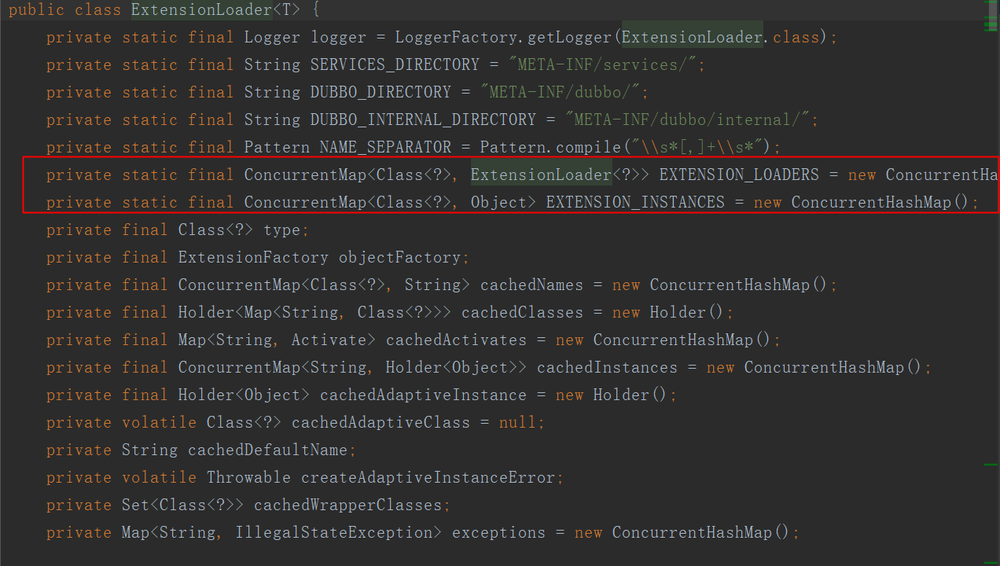 public class ExtensionLoader<T> {
    private static final Logger logger = LoggerFactory.getLogger(ExtensionLoader.class);
    private static final String SERVICES_DIRECTORY = "META-INF/services/";
    private static final String DUBBO_DIRECTORY = "META-INF/dubbo/";
    private static final String DUBBO_INTERNAL_DIRECTORY = "META-INF/dubbo/internal/";
    private static final Pattern NAME_SEPARATOR = Pattern.compile("\\s*[,]+\\s*");
    private static final ConcurrentMap<Class<?>, ExtensionLoader<?>> EXTENSION_LOADERS = new ConcurrentHa
    private static final ConcurrentMap<Class<?>, Object> EXTENSION_INSTANCES = new ConcurrentHashMap();
    private final Class<?> type;
    private final ExtensionFactory objectFactory;
    private final ConcurrentMap<Class<?>, String> cachedNames = new ConcurrentHashMap();
    private final Holder<Map<String, Class<?>>> cachedClasses = new Holder();
    private final Map<String, Activate> cachedActivates = new ConcurrentHashMap();
    private final ConcurrentMap<String, Holder<Object>> cachedInstances = new ConcurrentHashMap();
    private final Holder<Object> cachedAdaptiveInstance = new Holder();
    private volatile Class<?> cachedAdaptiveClass = null;
    private String cachedDefaultName;
    private volatile Throwable createAdaptiveInstanceError;
    private Set<Class<?>> cachedWrapperClasses;
    private Map<String, IllegalStateException> exceptions = new ConcurrentHashMap();